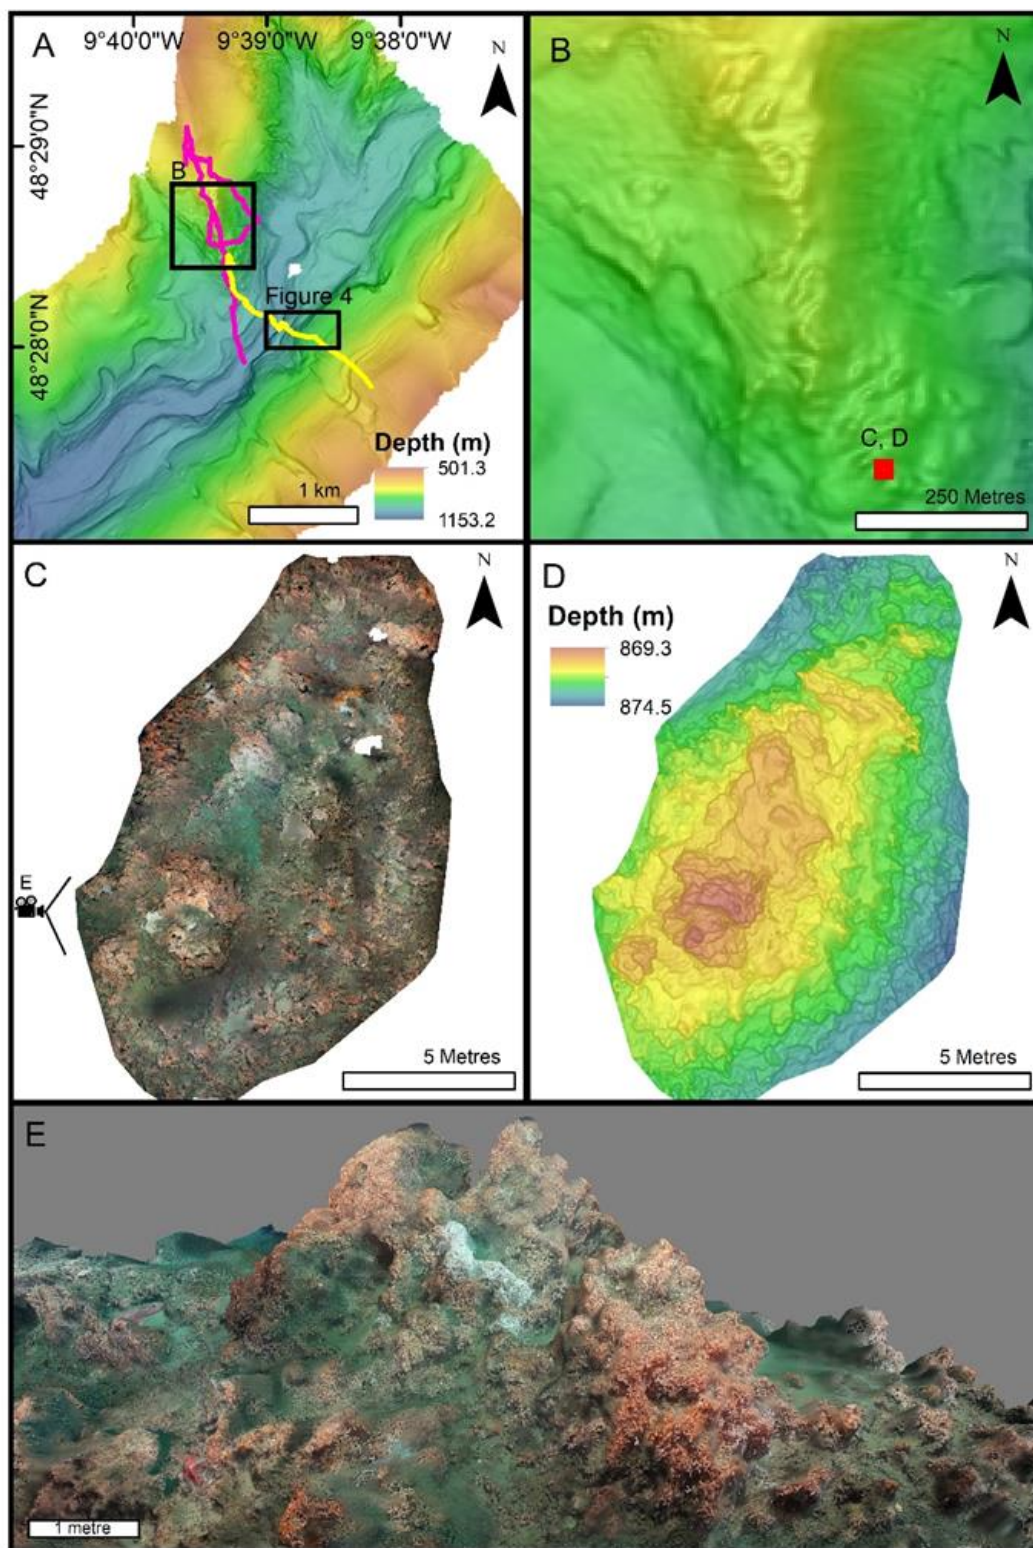 A
9°40'0"W 9°39'0"W 9°38'0"W
N
48°29'0"N
B
Figure 4
48°28'0"N
Depth (m)
501.3
1153.2
1 km
B
N
C, D
250 Metres
C
N
E
5 Metres
D
N
Depth (m)
869.3
874.5
5 Metres
E
1 metre